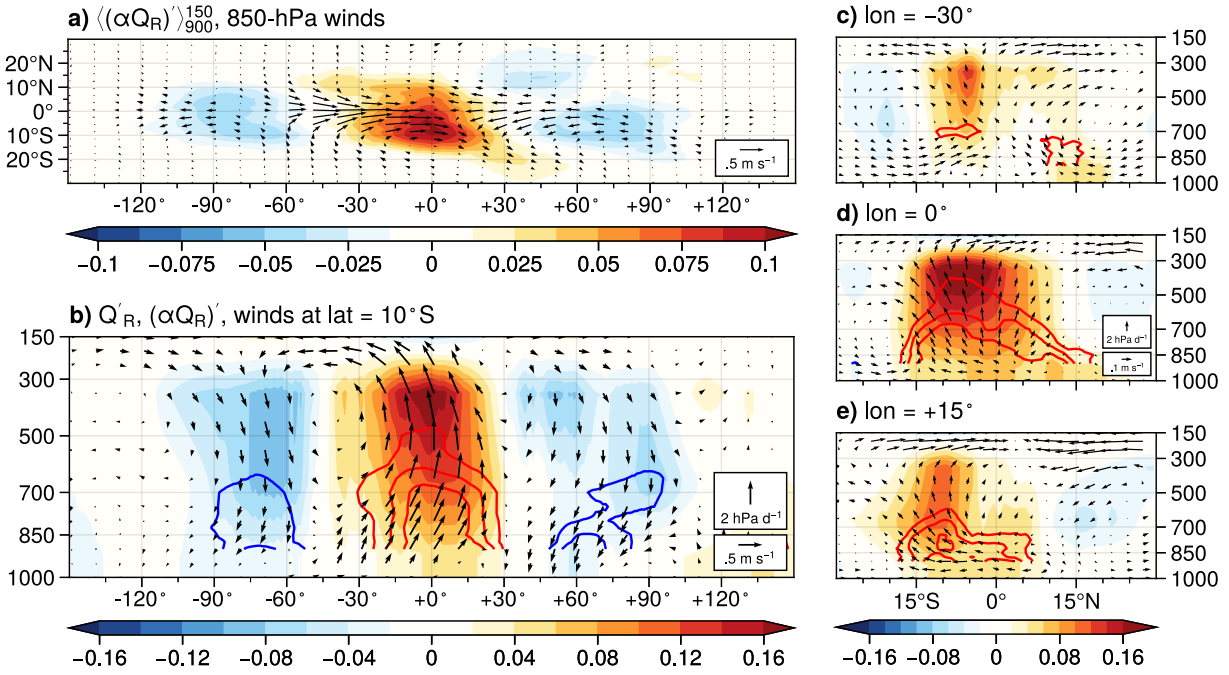 a) ⟨(αQ_R)′⟩^150_900, 850-hPa winds
20°N
10°N
0°
10°S
20°S
.5 m s⁻¹
-120° -90° -60° -30° +0° +30° +60° +90° +120°
−0.1 −0.075 −0.05 −0.025 0 0.025 0.05 0.075 0.1
b) Q′_R, (αQ_R)′, winds at lat = 10°S
150
300
500
700
850
1000
2 hPa d⁻¹
.5 m s⁻¹
-120 -90 -60 -30 +0 +30 +60 +90 +120
−0.16 −0.12 −0.08 −0.04 0 0.04 0.08 0.12 0.16
c) lon = −30°
150
300
500
700
850
1000
d) lon = 0°
150
300
500
700
850
1000
2 hPa d⁻¹
.1 m s⁻¹
e) lon = +15°
150
300
500
700
850
1000
15°S 0° 15°N
−0.16 −0.08 0 0.08 0.16